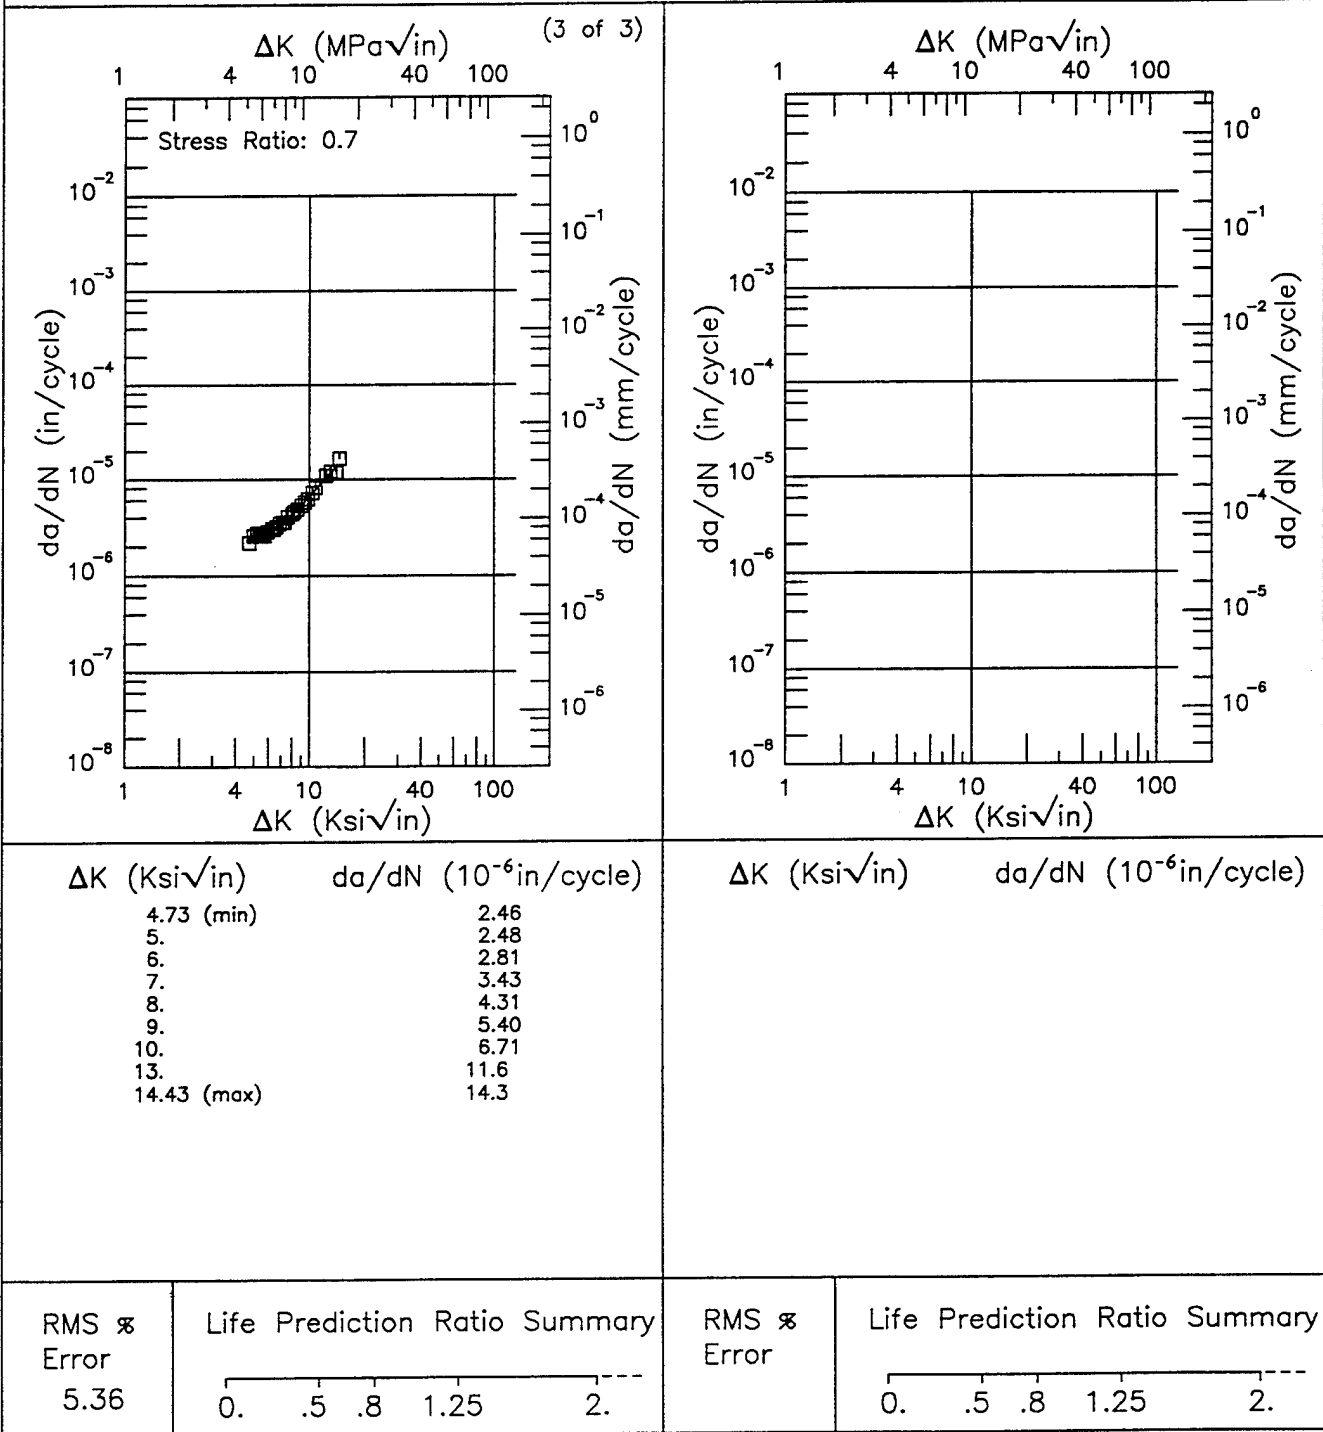 (3 of 3)
ΔK (MPa√in)
1 4 10 40 100
Stress Ratio: 0.7
10⁰
10⁻¹
10⁻²
10⁻³
10⁻⁴
10⁻⁵
10⁻⁶
da/dN (mm/cycle)
10⁻²
10⁻³
10⁻⁴
10⁻⁵
10⁻⁶
10⁻⁷
10⁻⁸
da/dN (in/cycle)
1 4 10 40 100
ΔK (Ksi√in)
ΔK (MPa√in)
1 4 10 40 100
10⁰
10⁻¹
10⁻²
10⁻³
10⁻⁴
10⁻⁵
10⁻⁶
da/dN (mm/cycle)
10⁻²
10⁻³
10⁻⁴
10⁻⁵
10⁻⁶
10⁻⁷
10⁻⁸
da/dN (in/cycle)
1 4 10 40 100
ΔK (Ksi√in)
ΔK (Ksi√in) da/dN (10⁻⁶in/cycle)
4.73 (min) 2.46
5. 2.48
6. 2.81
7. 3.43
8. 4.31
9. 5.40
10. 6.71
13. 11.6
14.43 (max) 14.3
ΔK (Ksi√in) da/dN (10⁻⁶in/cycle)
RMS %
Error
5.36
Life Prediction Ratio Summary
0. .5 .8 1.25 2.
RMS %
Error
Life Prediction Ratio Summary
0. .5 .8 1.25 2.